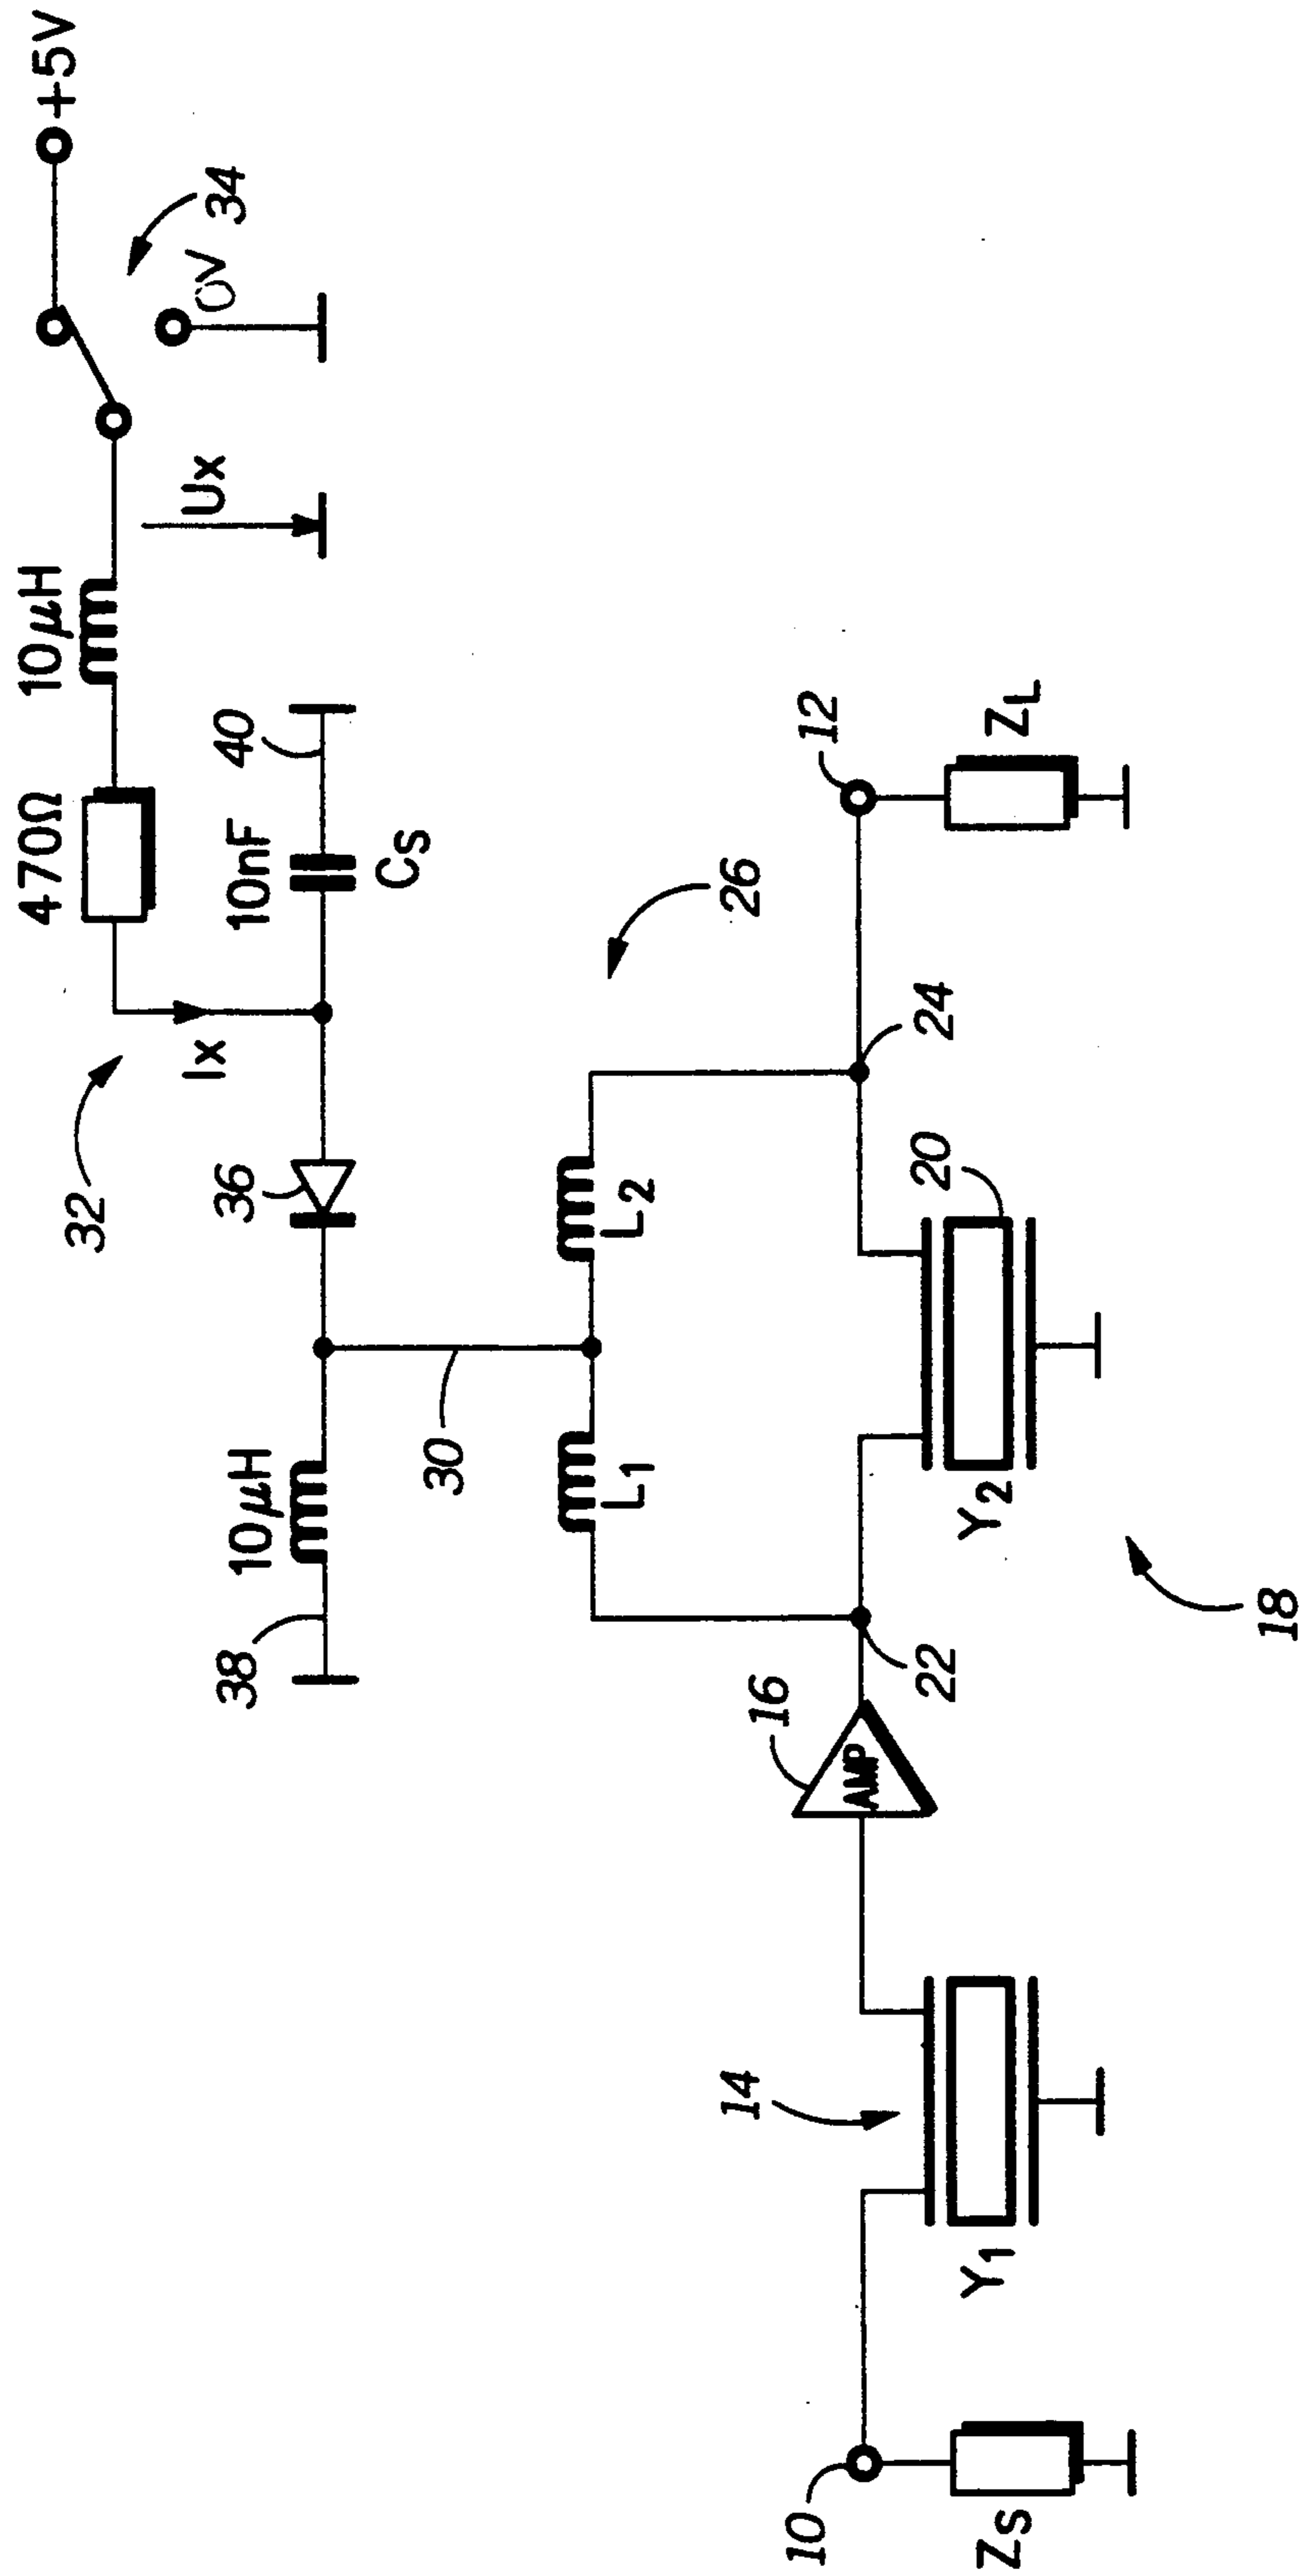 +5V
34
0V
Ux
10μH
470Ω
Ix
32
10nF
40
Cs
36
10μH
38
30
L1
L2
26
12
ZL
24
20
Y2
22
18
16
AMP
14
Y1
10
Zs